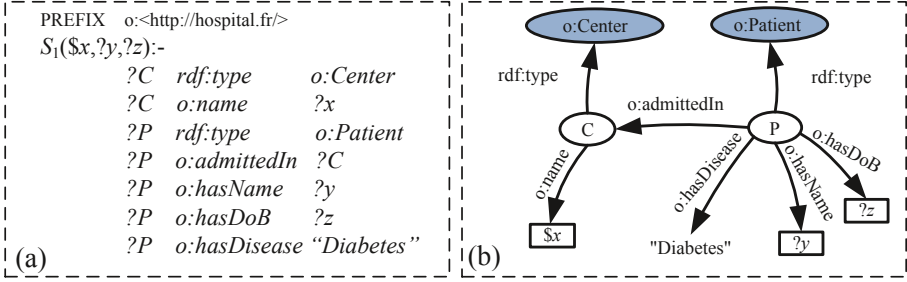 PREFIX o:<http://hospital.fr/>
S1($x,?y,?z):-
?C rdf:type o:Center
?C o:name ?x
?P rdf:type o:Patient
?P o:admittedIn ?C
?P o:hasName ?y
?P o:hasDoB ?z
?P o:hasDisease “Diabetes”
(a)
o:Center
o:Patient
rdf:type
rdf:type
o:admittedIn
C
P
o:name
o:hasDisease
o:hasName
o:hasDoB
$x
"Diabetes"
?y
?z
(b)